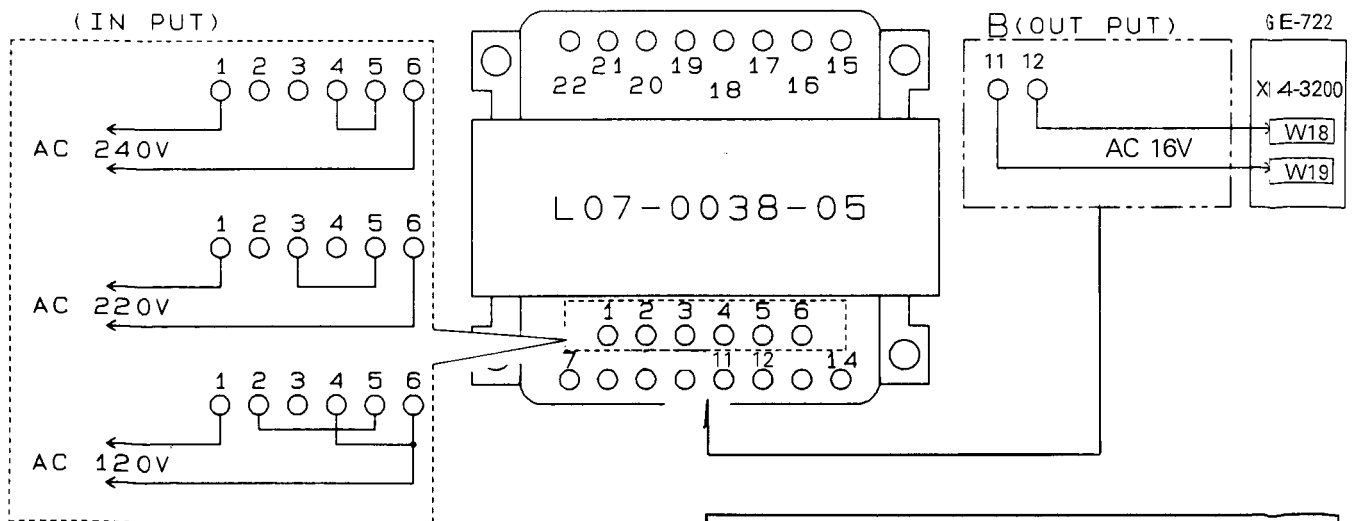 (IN PUT)
1 2 3 4 5 6
AC 240V
1 2 3 4 5 6
AC 220V
1 2 3 4 5 6
AC 120V
22 21 20 19 18 17 16 15
L07-0038-05
1 2 3 4 5 6
7 11 12 14
B(OUT PUT)
11 12
AC 16V
GE-722
X14-3200
W18
W19